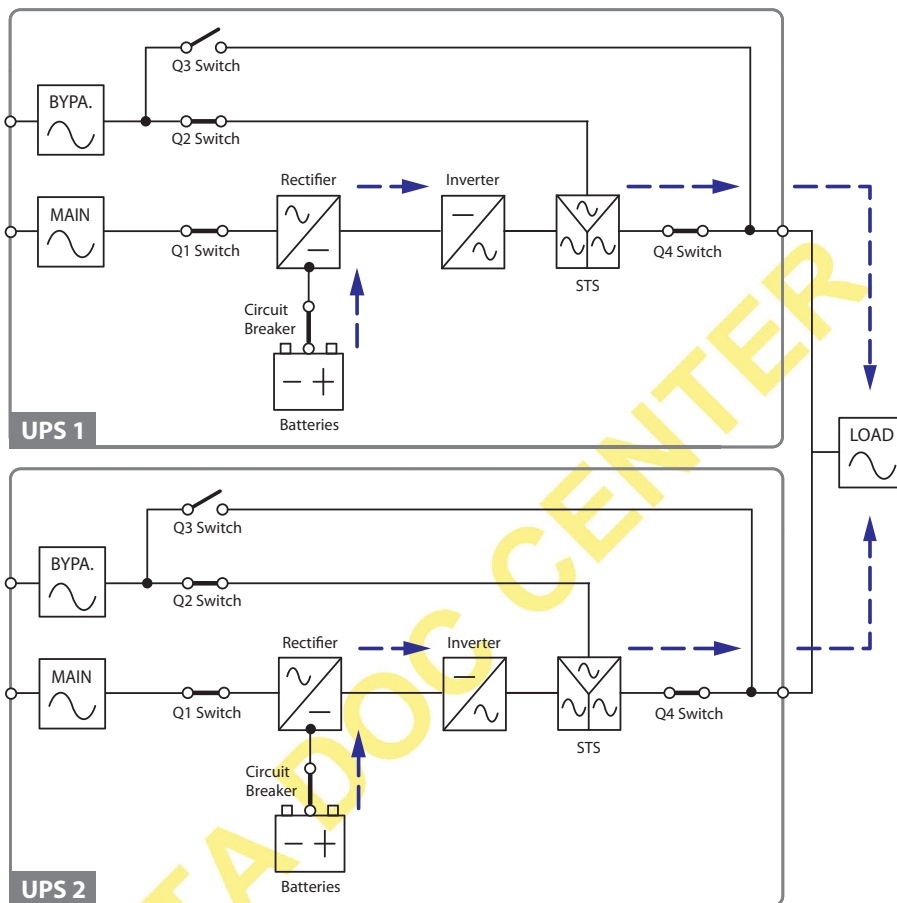 Q3 Switch
BYPA.
Q2 Switch
Rectifier
Inverter
MAIN
Q1 Switch
Q4 Switch
STS
Circuit
Breaker
Batteries
UPS 1
LOAD
Q3 Switch
BYPA.
Q2 Switch
Rectifier
Inverter
MAIN
Q1 Switch
Q4 Switch
STS
Circuit
Breaker
Batteries
UPS 2
TA DOC CENTER